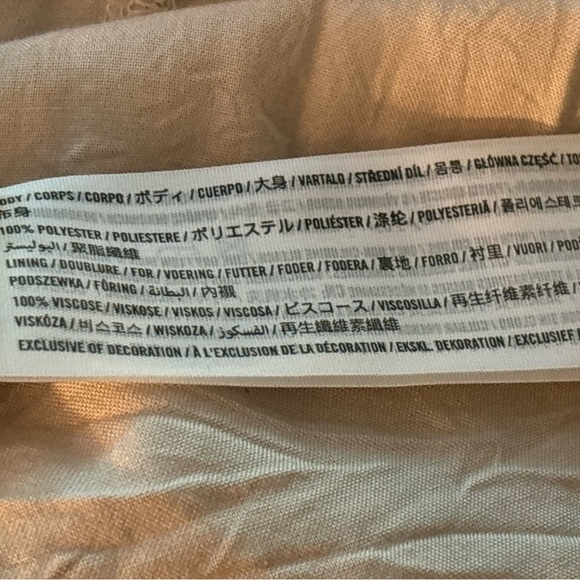 ODY / CORPS / CORPO / ボディ / CUERPO / 大身 / VARTALO / STŘEDNÍ DÍL / 몸통 / GŁÓWNA CZĘŚĆ / TO
布身
100% POLYESTER / POLIESTERE / ポリエステル / POLIÉSTER / 涤纶 / POLYESTERIÄ / 폴리에스테르
البوليستر / 聚脂纖維
LINING / DOUBLURE / FOR / VOERING / FUTTER / FODER / FODERA / 裏地 / FORRO / 衬里 / VUORI / POD
PODSZEWKA / FÖRING / البطانة / 內襯
100% VISCOSE / VISKOSE / VISKOS / VISCOSA / ビスコース / VISCOSILLA / 再生纤维素纤维 /
VISKÓZA / 비스코스 / WISKOZA / الفسكوز / 再生纖維素纖維
EXCLUSIVE OF DECORATION / À L'EXCLUSION DE LA DÉCORATION / EKSKL. DEKORATION / EXCLUSIEF